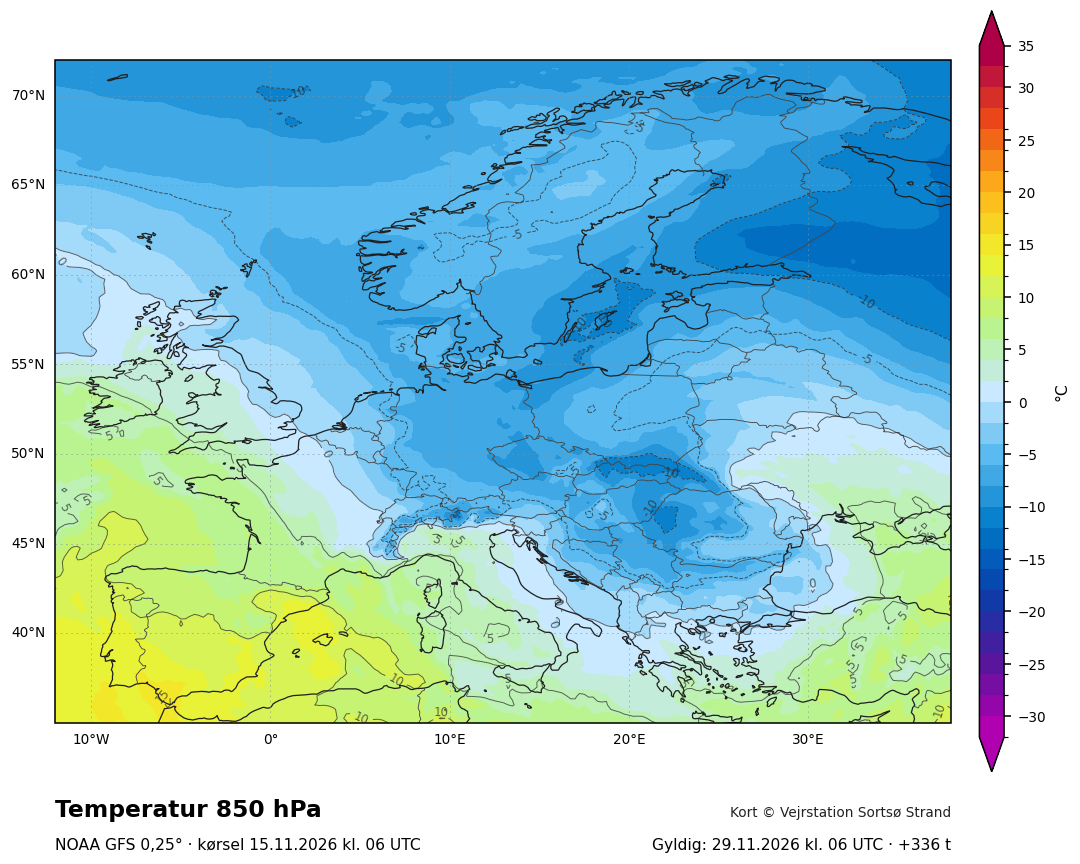 70°N
65°N
60°N
55°N
50°N
45°N
40°N
10°W
0°
10°E
20°E
30°E
35
30
25
20
15
10
5
0
−5
−10
−15
−20
−25
−30
°C
Temperatur 850 hPa
Kort © Vejrstation Sortsø Strand
NOAA GFS 0,25° · kørsel 15.11.2026 kl. 06 UTC
Gyldig: 29.11.2026 kl. 06 UTC · +336 t